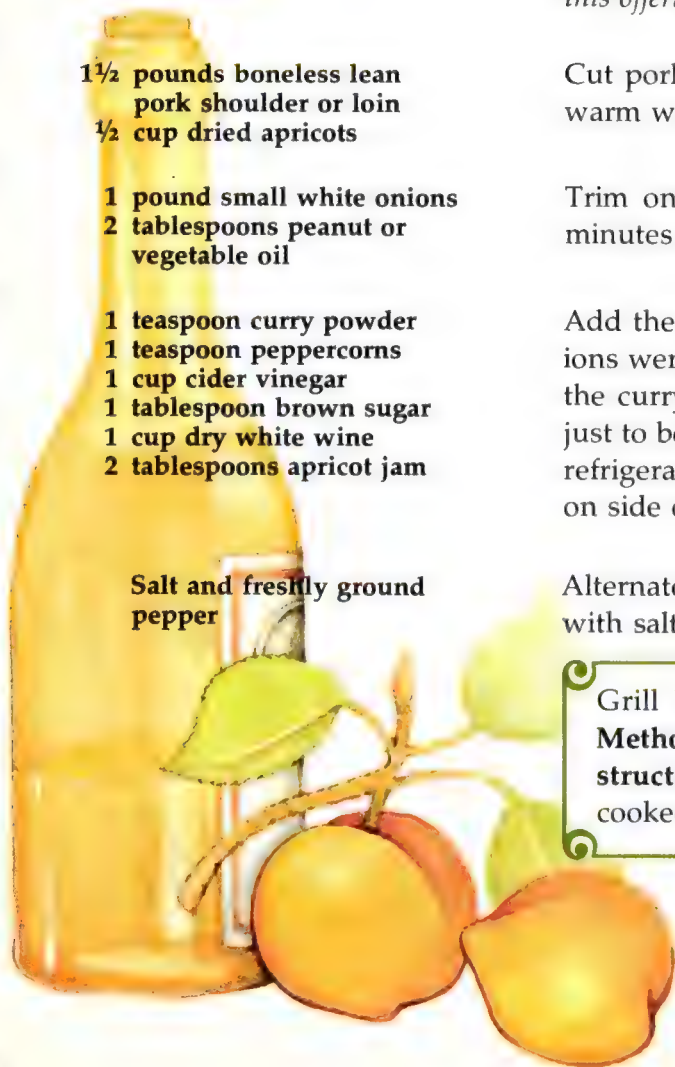 1½ pounds boneless lean
pork shoulder or loin
½ cup dried apricots
1 pound small white onions
2 tablespoons peanut or
vegetable oil
1 teaspoon curry powder
1 teaspoon peppercorns
1 cup cider vinegar
1 tablespoon brown sugar
1 cup dry white wine
2 tablespoons apricot jam
Salt and freshly ground
pepper
this offeri
Cut pork
warm w
Trim on
minutes
Add the
ions wer
the curry
just to bo
refrigera
on side o
Alternate
with salt
Grill
Metho
struct
cooke